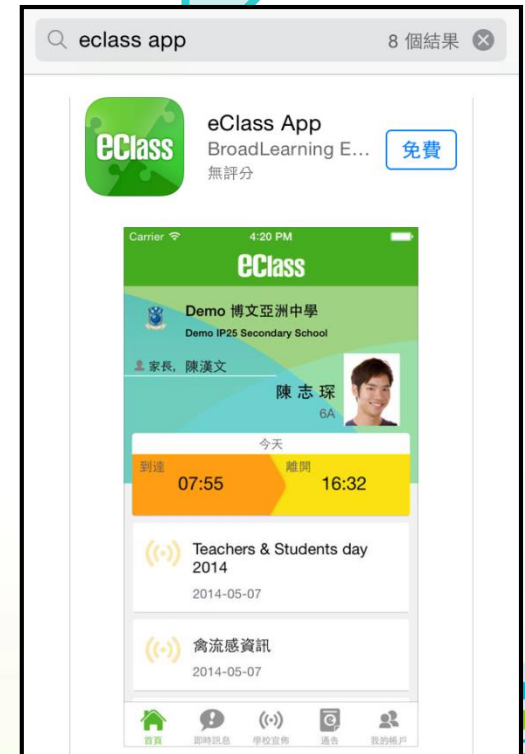 eclass app 8 個結果
eClass
eClass App
BroadLearning E...
免費
無評分
Carrier 4:20 PM
eClass
Demo 博文亞洲中學
Demo IP25 Secondary School
家長, 陳漢文
陳志琛
6A
今天
到達 離開
07:55 16:32
Teachers & Students day
2014
2014-05-07
禽流感資訊
2014-05-07
首頁 即時訊息 學校宣佈 通告 我的帳戶